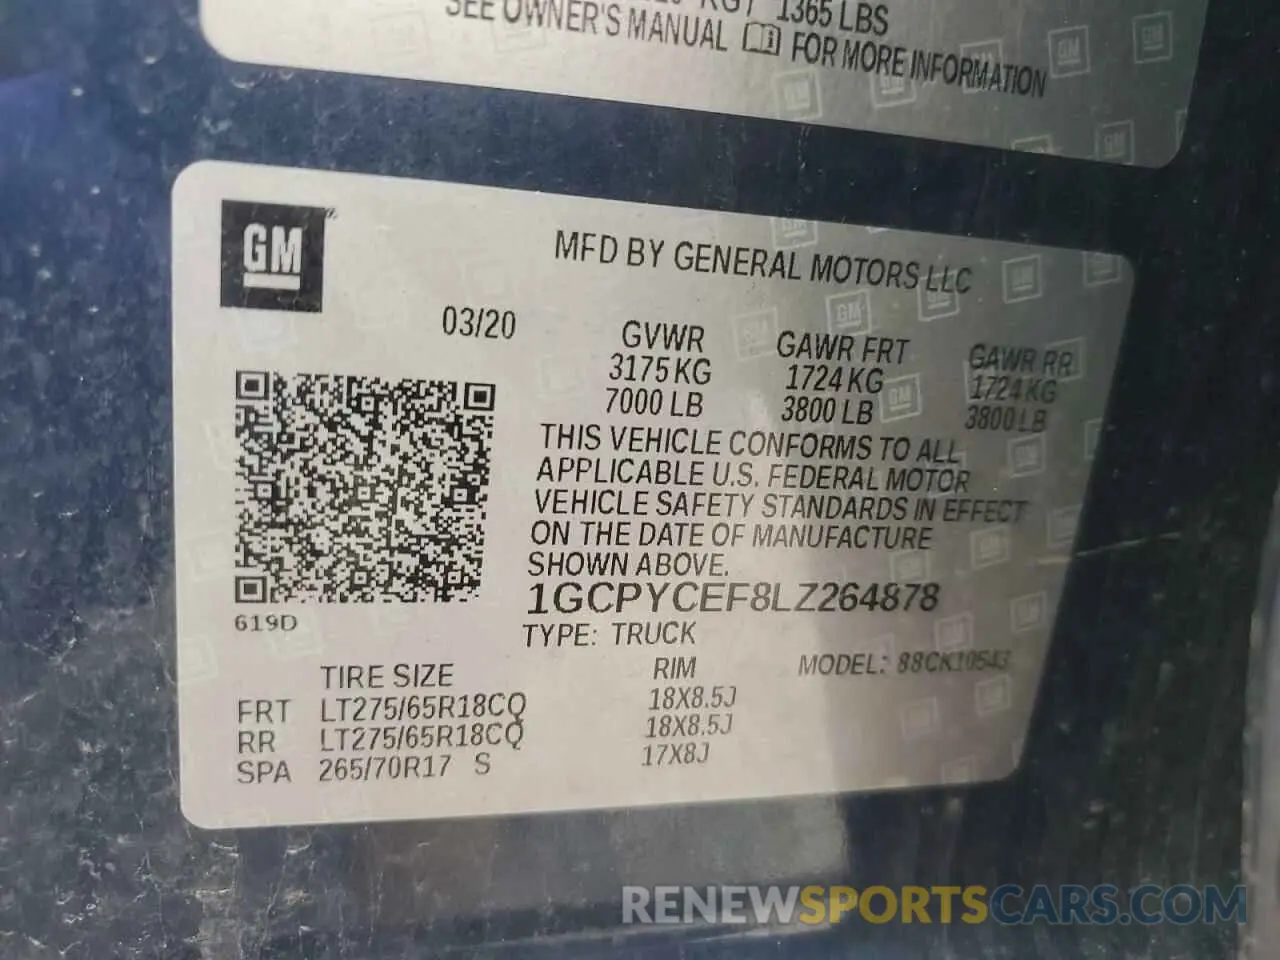 1365 LBS
SEE OWNER'S MANUAL FOR MORE INFORMATION
GM
MFD BY GENERAL MOTORS LLC
03/20
GVWR GAWR FRT GAWR RR
3175 KG 1724 KG 1724 KG
7000 LB 3800 LB 3800 LB
THIS VEHICLE CONFORMS TO ALL
APPLICABLE U.S. FEDERAL MOTOR
VEHICLE SAFETY STANDARDS IN EFFECT
ON THE DATE OF MANUFACTURE
SHOWN ABOVE.
1GCPYCEF8LZ264878
619D
TYPE: TRUCK
TIRE SIZE RIM MODEL: 88CK10543
FRT LT275/65R18CQ 18X8.5J
RR LT275/65R18CQ 18X8.5J
SPA 265/70R17 S 17X8J
RENEWSPORTSCARS.COM